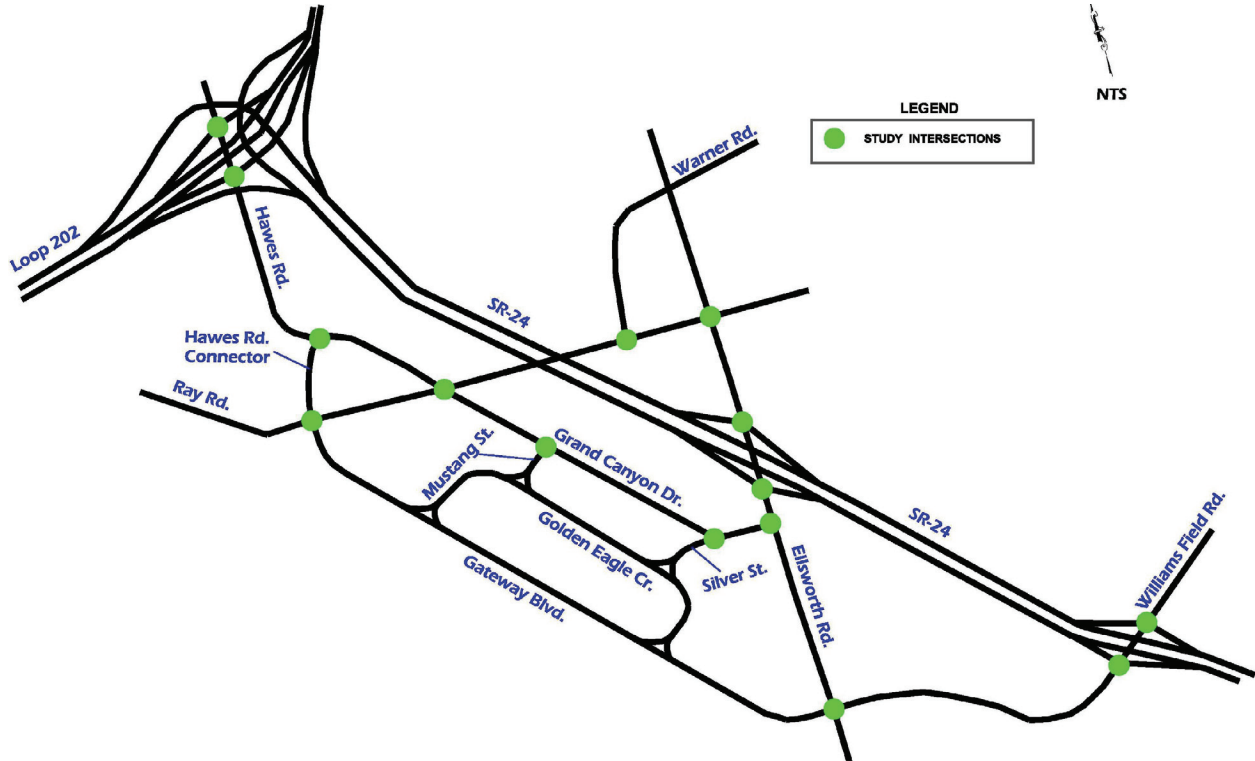 NTS
LEGEND
STUDY INTERSECTIONS
Warner Rd.
Loop 202
Hawes Rd.
SR-24
Hawes Rd.
Connector
Ray Rd.
Mustang St.
Grand Canyon Dr.
Golden Eagle Cr.
Gateway Blvd.
Silver St.
Ellsworth Rd.
SR-24
Williams Field Rd.